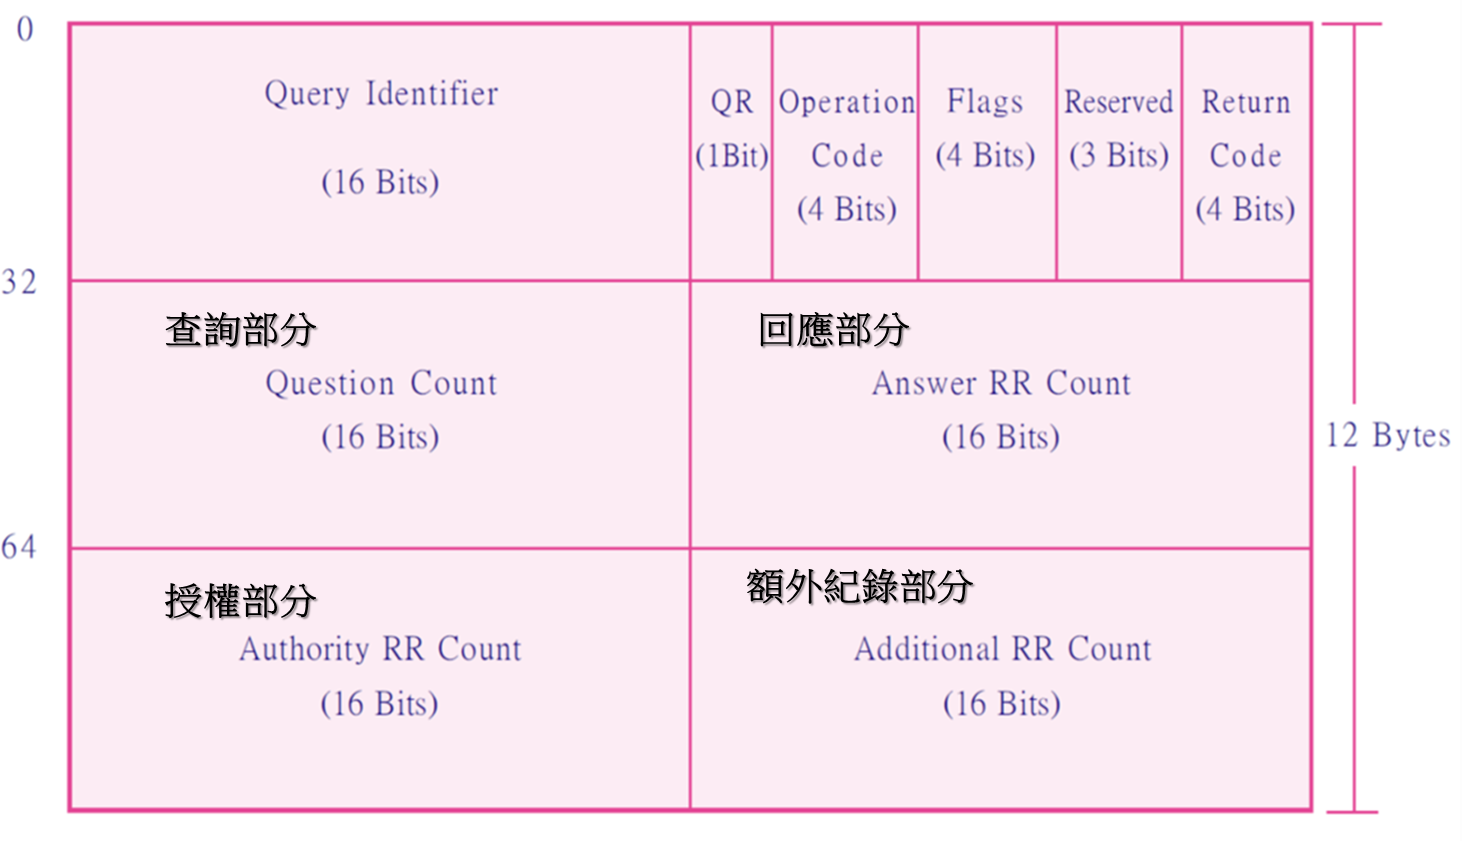 0
Query Identifier
(16 Bits)
QR
(1Bit)
Operation
Code
(4 Bits)
Flags
(4 Bits)
Reserved
(3 Bits)
Return
Code
(4 Bits)
32
查詢部分
Question Count
(16 Bits)
回應部分
Answer RR Count
(16 Bits)
12 Bytes
64
授權部分
Authority RR Count
(16 Bits)
額外紀錄部分
Additional RR Count
(16 Bits)